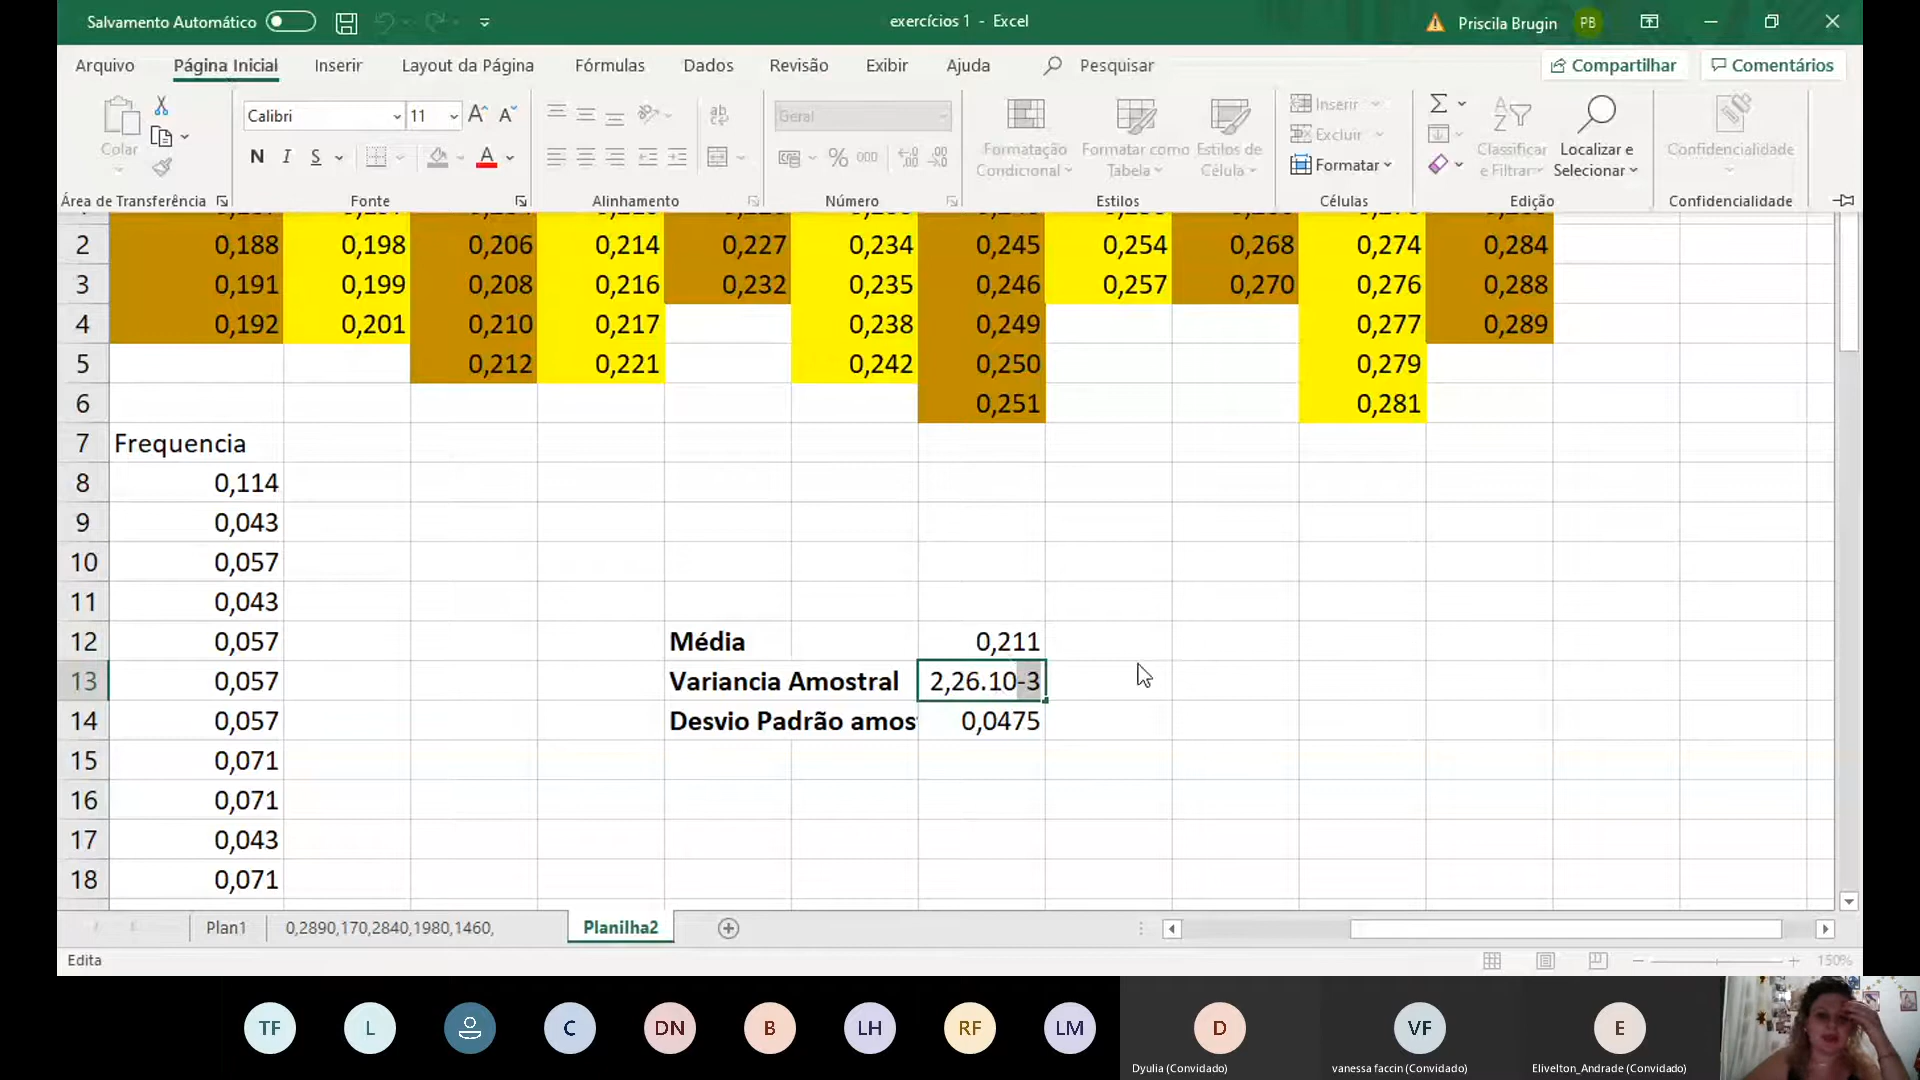 Salvamento Automático
exercícios 1 - Excel
Priscila Brugin
PB
Arquivo
Página Inicial
Inserir
Layout da Página
Fórmulas
Dados
Revisão
Exibir
Ajuda
Pesquisar
Compartilhar
Comentários
Colar
Área de Transferência
Calibri
11
N I S
Fonte
Alinhamento
Geral
% 000
Número
Formatação Condicional
Formatar como Tabela
Estilos de Célula
Estilos
Inserir
Excluir
Formatar
Células
Classificar e Filtrar
Localizar e Selecionar
Edição
Confidencialidade
Confidencialidade
2 0,188 0,198 0,206 0,214 0,227 0,234 0,245 0,254 0,268 0,274 0,284
3 0,191 0,199 0,208 0,216 0,232 0,235 0,246 0,257 0,270 0,276 0,288
4 0,192 0,201 0,210 0,217 0,238 0,249 0,277 0,289
5 0,212 0,221 0,242 0,250 0,279
6 0,251 0,281
7 Frequencia
8 0,114
9 0,043
10 0,057
11 0,043
12 0,057 Média 0,211
13 0,057 Variancia Amostral 2,26.10-3
14 0,057 Desvio Padrão amos 0,0475
15 0,071
16 0,071
17 0,043
18 0,071
Plan1
0,2890,170,2840,1980,1460,
Planilha2
Edita
150%
TF
L
C
DN
B
LH
RF
LM
D
VF
E
Dyulia (Convidado)
vanessa faccin (Convidado)
Elivelton_Andrade (Convidado)